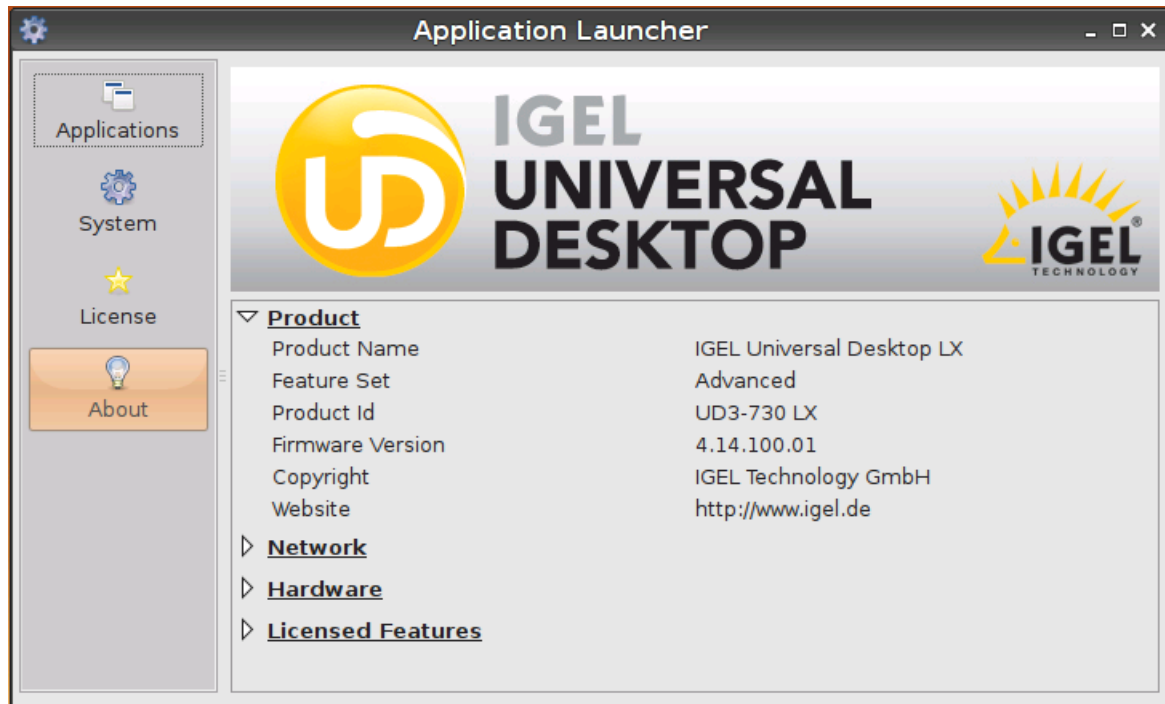 Application Launcher
Applications
System
License
About
IGEL
UNIVERSAL
DESKTOP
UD
IGEL®
TECHNOLOGY
Product
Product Name IGEL Universal Desktop LX
Feature Set Advanced
Product Id UD3-730 LX
Firmware Version 4.14.100.01
Copyright IGEL Technology GmbH
Website http://www.igel.de
Network
Hardware
Licensed Features